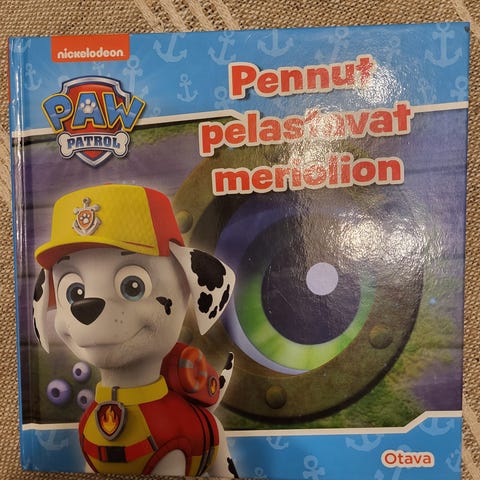 nickelodeon
PAW
PATROL
Pennut
pelastavat
meriolion
Otava